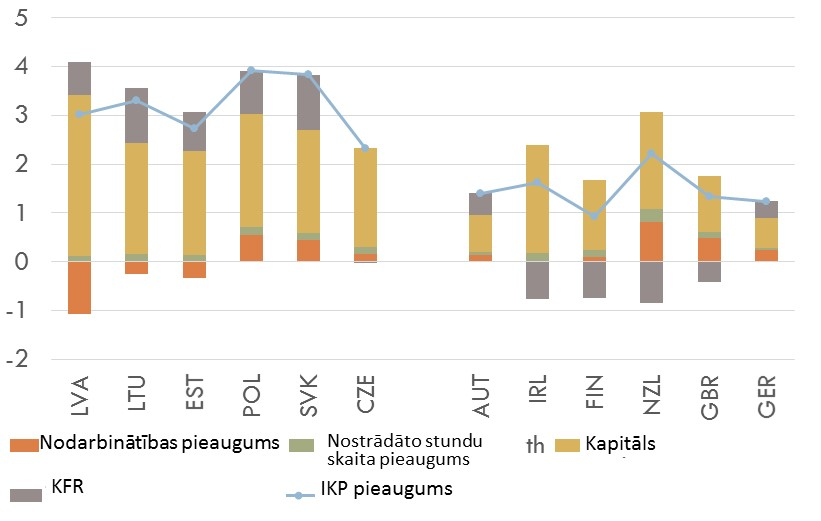 5
4
3
2
1
0
-1
-2
LVA LTU EST POL SVK CZE AUT IRL FIN NZL GBR GER
Nodarbinātības pieaugums
Nostrādāto stundu
skaita pieaugums
th
Kapitāls
KFR
IKP pieaugums